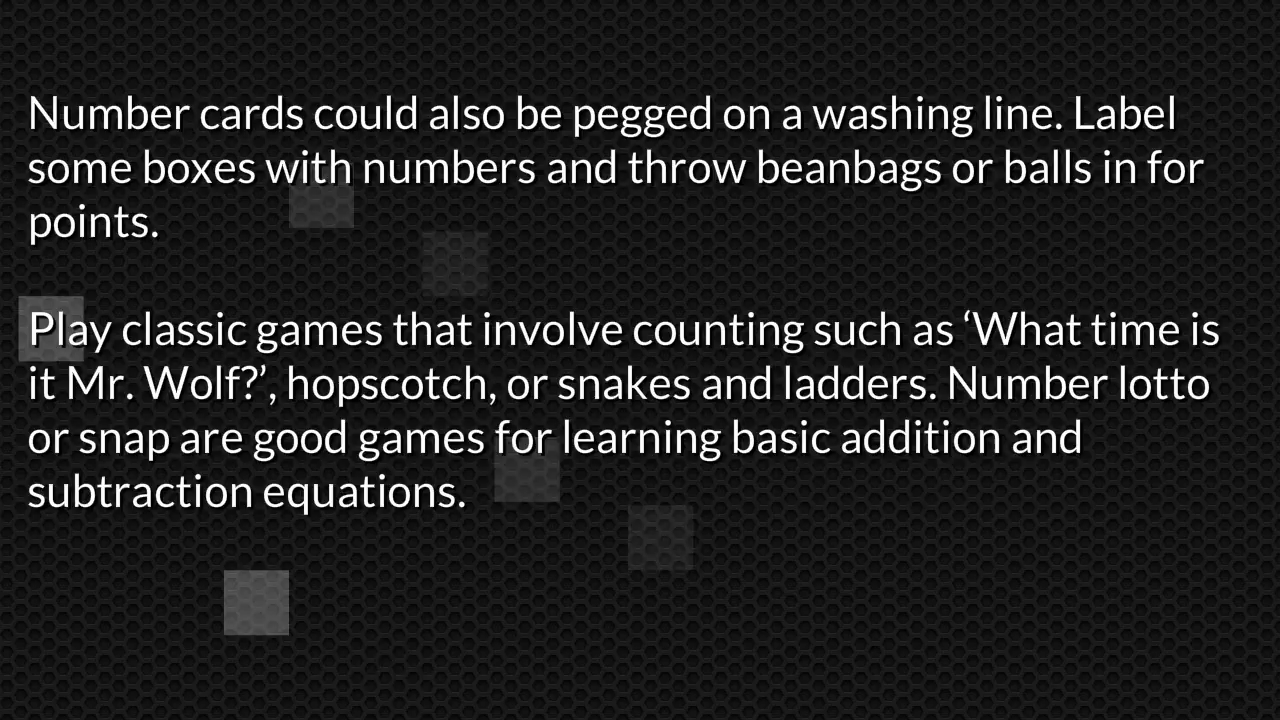 Number cards could also be pegged on a washing line. Label
some boxes with numbers and throw beanbags or balls in for
points.
Play classic games that involve counting such as ‘What time is
it Mr. Wolf?’, hopscotch, or snakes and ladders. Number lotto
or snap are good games for learning basic addition and
subtraction equations.